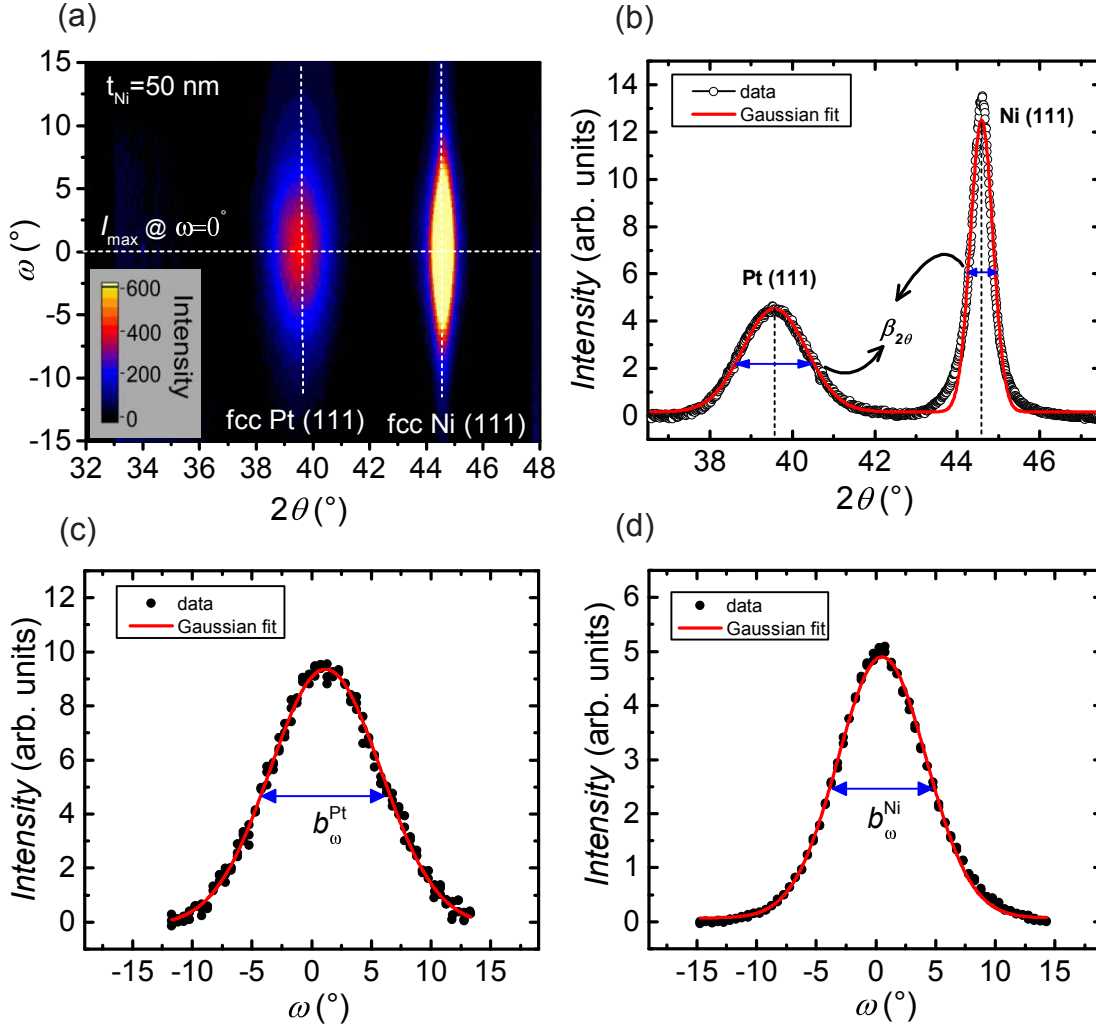 (a)
15
10
5
0
-5
-10
-15
ω (°)
t_Ni=50 nm
I_max @ ω=0°
600
400
200
0
Intensity
fcc Pt (111)
fcc Ni (111)
32 34 36 38 40 42 44 46 48
2θ (°)
(b)
14
12
10
8
6
4
2
0
Intensity (arb. units)
data
Gaussian fit
Ni (111)
Pt (111)
β_2θ
38 40 42 44 46
2θ (°)
(c)
12
10
8
6
4
2
0
Intensity (arb. units)
data
Gaussian fit
b_ω^Pt
-15 -10 -5 0 5 10 15
ω (°)
(d)
6
5
4
3
2
1
0
Intensity (arb. units)
data
Gaussian fit
b_ω^Ni
-15 -10 -5 0 5 10 15
ω (°)